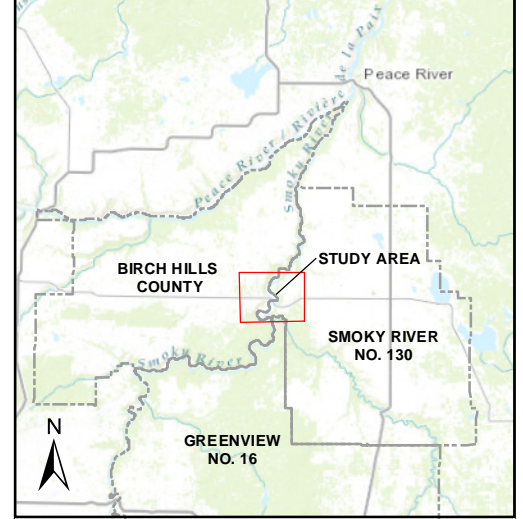 Peace River
Peace River / Rivière de la Paix
Smoky River
STUDY AREA
BIRCH HILLS
COUNTY
SMOKY RIVER
NO. 130
Smoky River
N
GREENVIEW
NO. 16